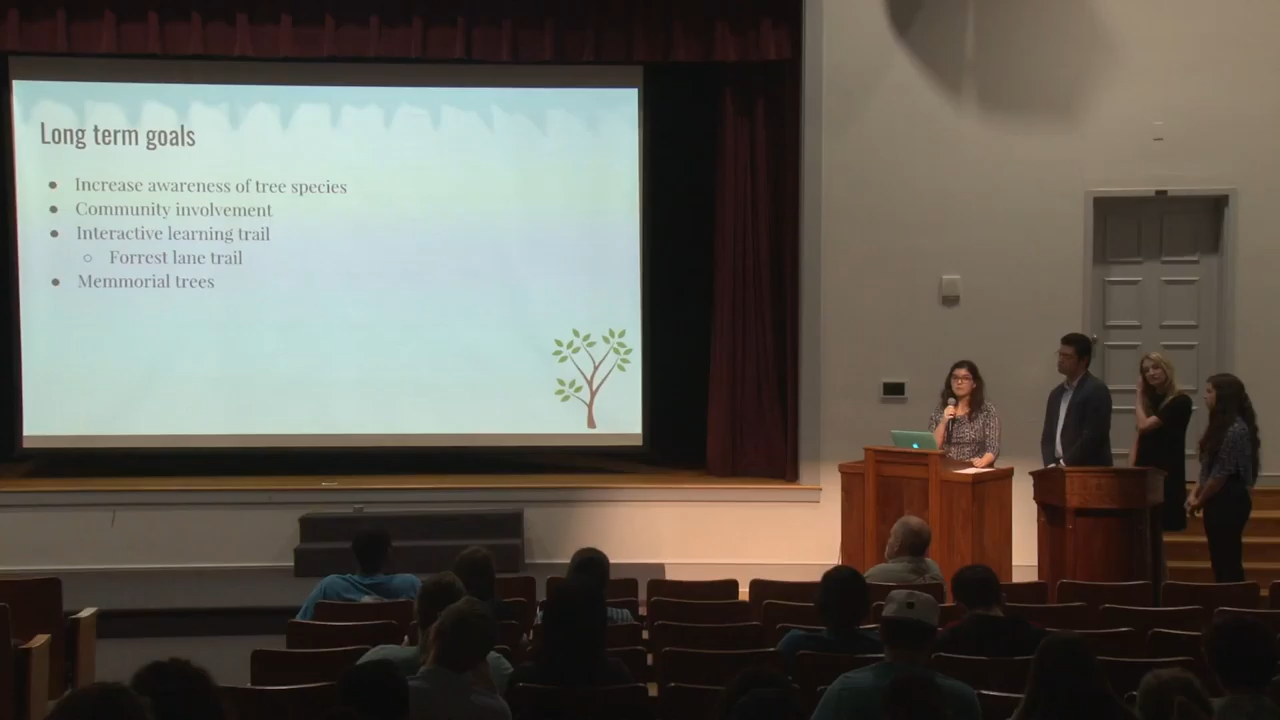 Long term goals
● Increase awareness of tree species
● Community involvement
● Interactive learning trail
○ Forrest lane trail
● Memmorial trees